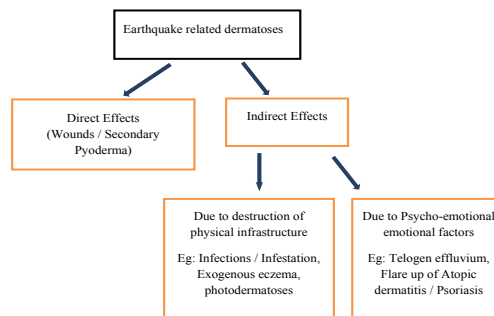 Earthquake related dermatoses
Direct Effects
(Wounds / Secondary
Pyoderma)
Indirect Effects
Due to destruction of
physical infrastructure
Eg: Infections / Infestation,
Exogenous eczema,
photodermatoses
Due to Psycho-emotional
emotional factors
Eg: Telogen effluvium,
Flare up of Atopic
dermatitis / Psoriasis